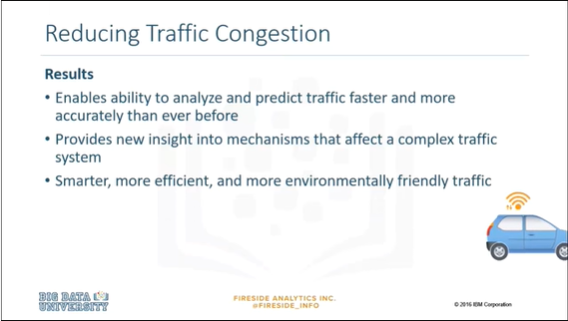 Reducing Traffic Congestion
Results
• Enables ability to analyze and predict traffic faster and more
accurately than ever before
• Provides new insight into mechanisms that affect a complex traffic
system
• Smarter, more efficient, and more environmentally friendly traffic
BIG DATA
UNIVERSITY
FIRESIDE ANALYTICS INC.
@FIRESIDE_INFO
© 2016 IBM Corporation